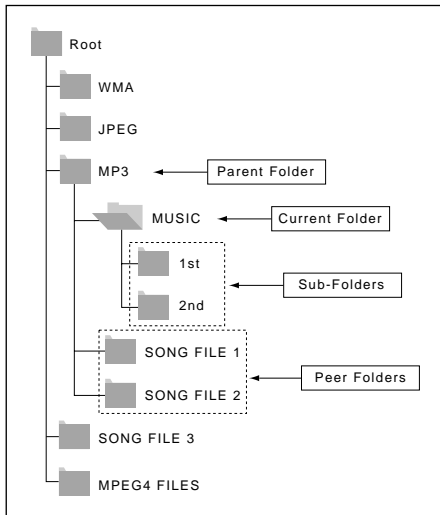 Root
WMA
JPEG
MP3
Parent Folder
MUSIC
Current Folder
1st
Sub-Folders
2nd
SONG FILE 1
Peer Folders
SONG FILE 2
SONG FILE 3
MPEG4 FILES